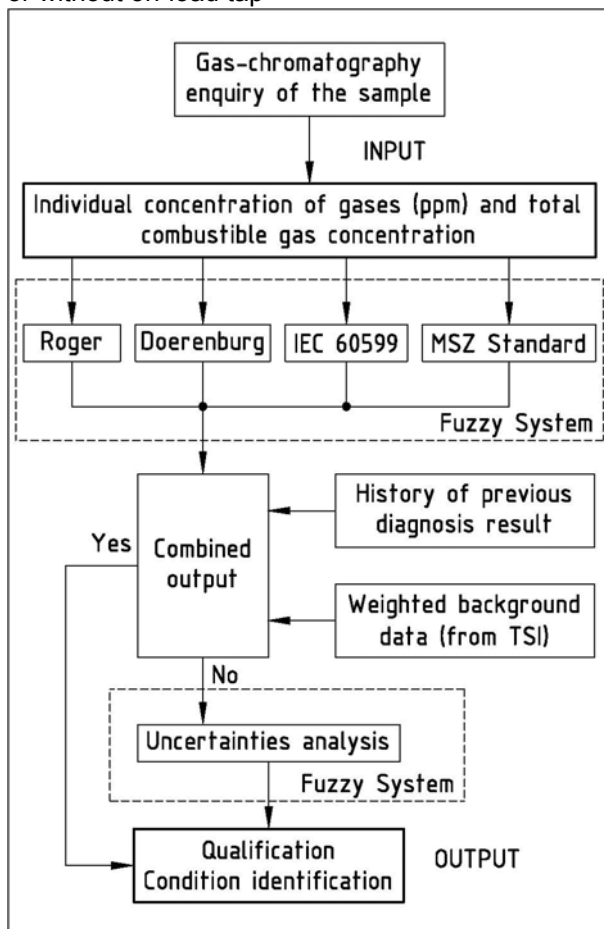 or without on-load tap
Gas-chromatography
enquiry of the sample
INPUT
Individual concentration of gases (ppm) and total
combustible gas concentration
Roger
Doerenburg
IEC 60599
MSZ Standard
Fuzzy System
History of previous
diagnosis result
Yes
Combined
output
Weighted background
data (from TSI)
No
Uncertainties analysis
Fuzzy System
Qualification
Condition identification
OUTPUT